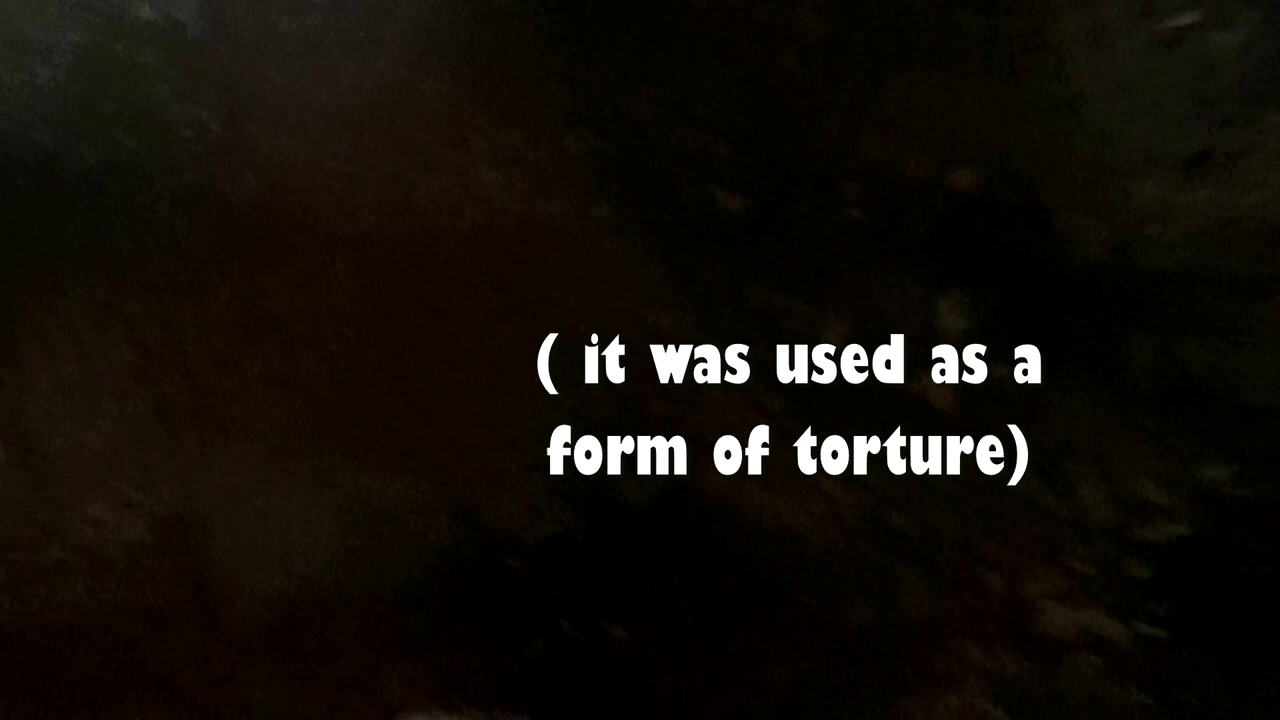 ( it was used as a
form of torture)